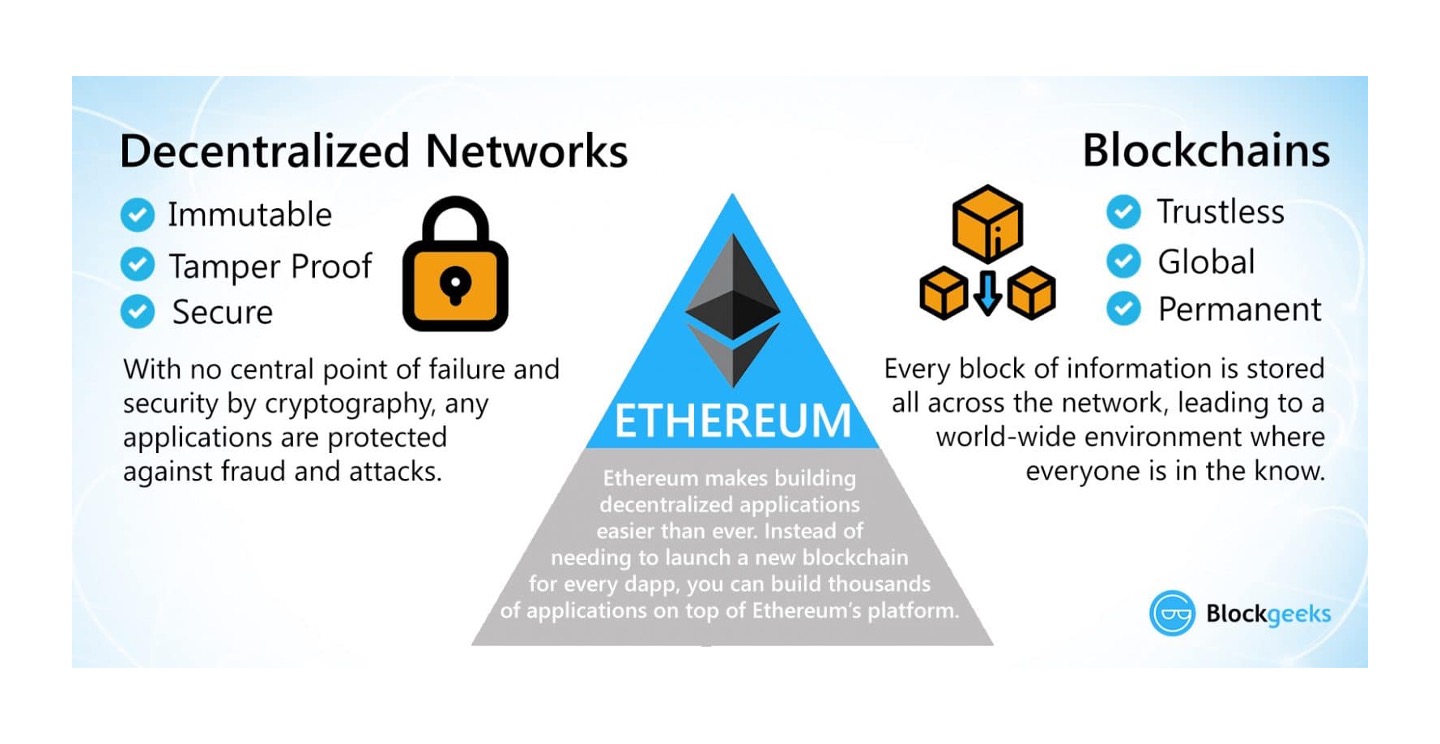 Decentralized Networks
Immutable
Tamper Proof
Secure
With no central point of failure and
security by cryptography, any
applications are protected
against fraud and attacks.
ETHEREUM
Ethereum makes building
decentralized applications
easier than ever. Instead of
needing to launch a new blockchain
for every dapp, you can build thousands
of applications on top of Ethereum's platform.
Blockchains
Trustless
Global
Permanent
Every block of information is stored
all across the network, leading to a
world-wide environment where
everyone is in the know.
Blockgeeks